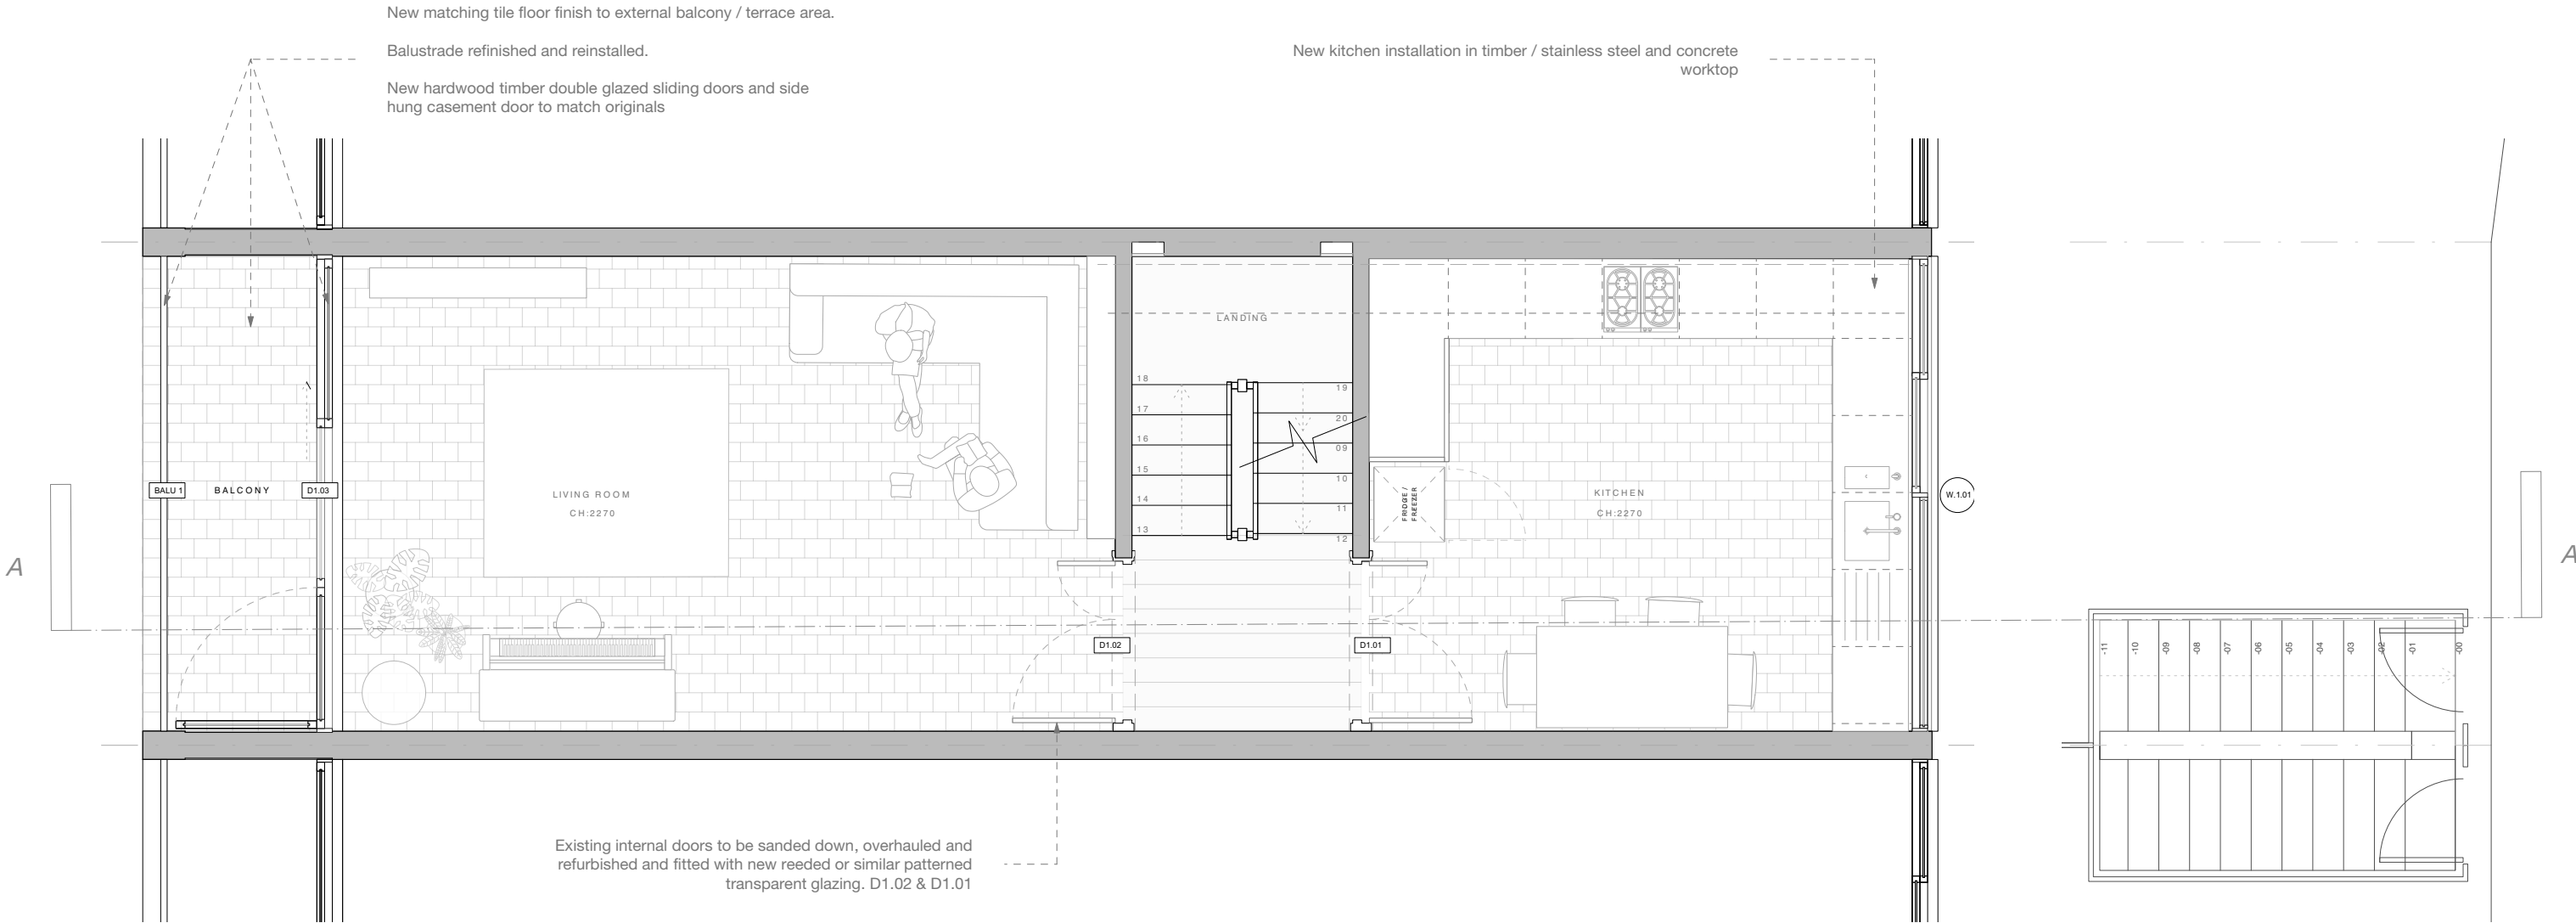 New matching tile floor finish to external balcony / terrace area.
Balustrade refinished and reinstalled.
New hardwood timber double glazed sliding doors and side
hung casement door to match originals
New kitchen installation in timber / stainless steel and concrete
worktop
LANDING
18
17
16
15
14
13
19
20
09
10
11
12
BALU 1
BALCONY
D1.03
LIVING ROOM
CH:2270
FRIDGE /
FREEZER
KITCHEN
CH:2270
W.1.01
A
A
D1.02
D1.01
-11
-10
-09
-08
-07
-06
-05
-04
-03
-02
-01
-00
Existing internal doors to be sanded down, overhauled and
refurbished and fitted with new reeded or similar patterned
transparent glazing. D1.02 & D1.01